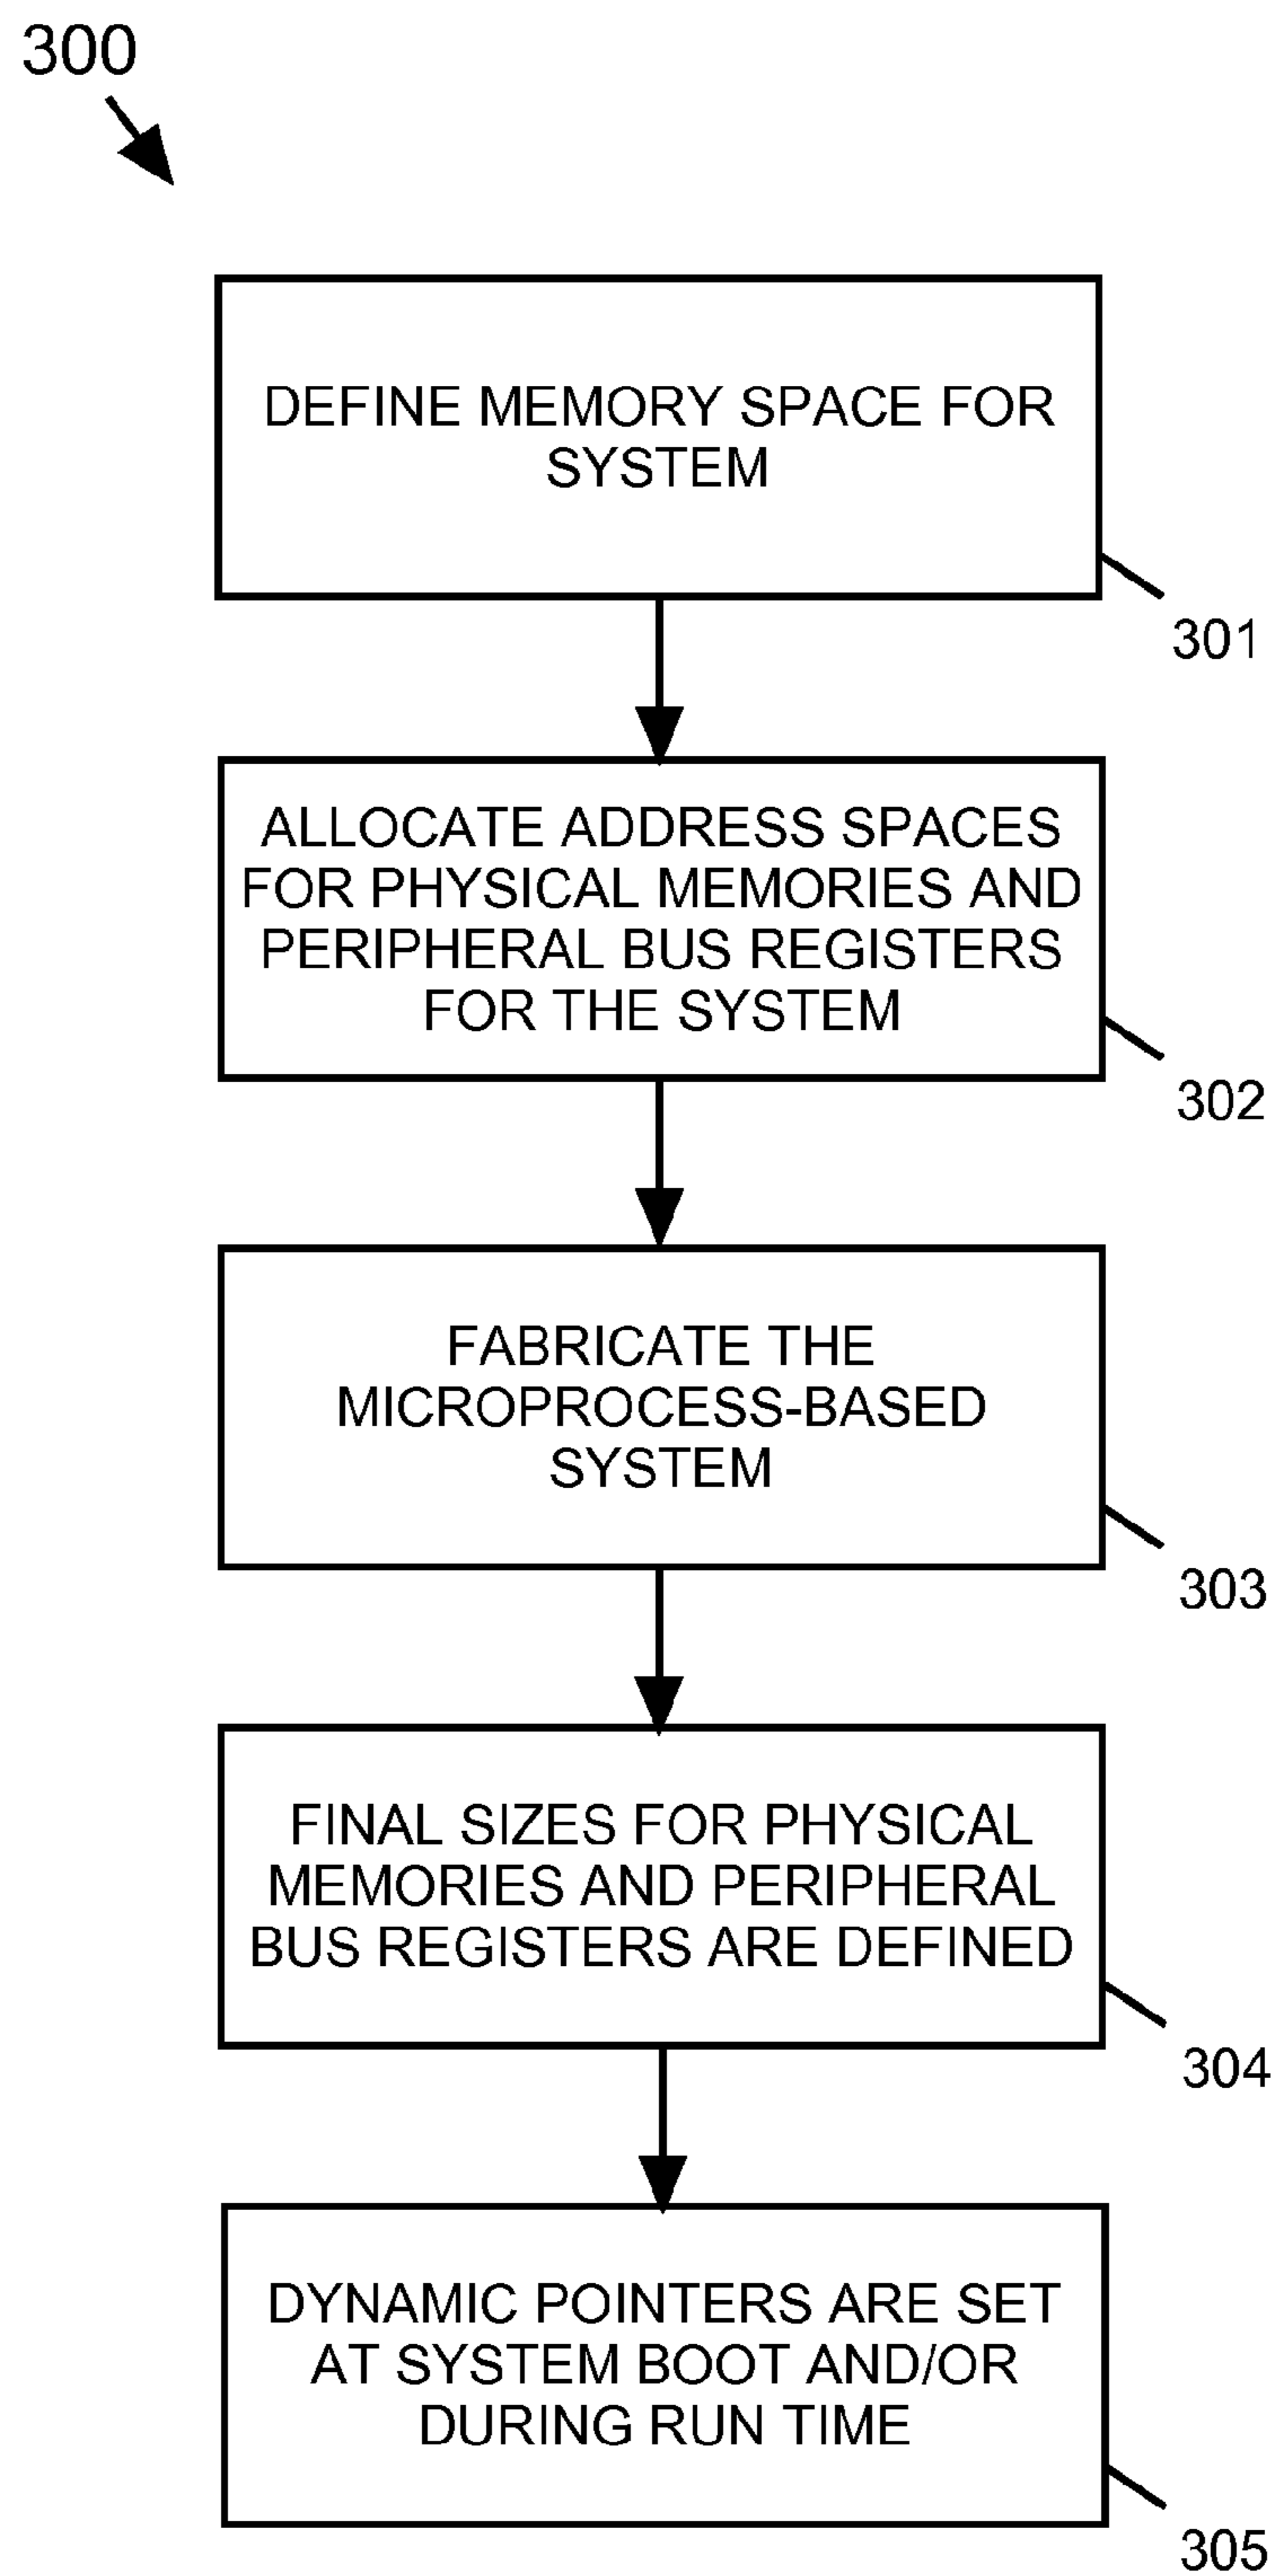 300
DEFINE MEMORY SPACE FOR
SYSTEM
301
ALLOCATE ADDRESS SPACES
FOR PHYSICAL MEMORIES AND
PERIPHERAL BUS REGISTERS
FOR THE SYSTEM
302
FABRICATE THE
MICROPROCESS-BASED
SYSTEM
303
FINAL SIZES FOR PHYSICAL
MEMORIES AND PERIPHERAL
BUS REGISTERS ARE DEFINED
304
DYNAMIC POINTERS ARE SET
AT SYSTEM BOOT AND/OR
DURING RUN TIME
305